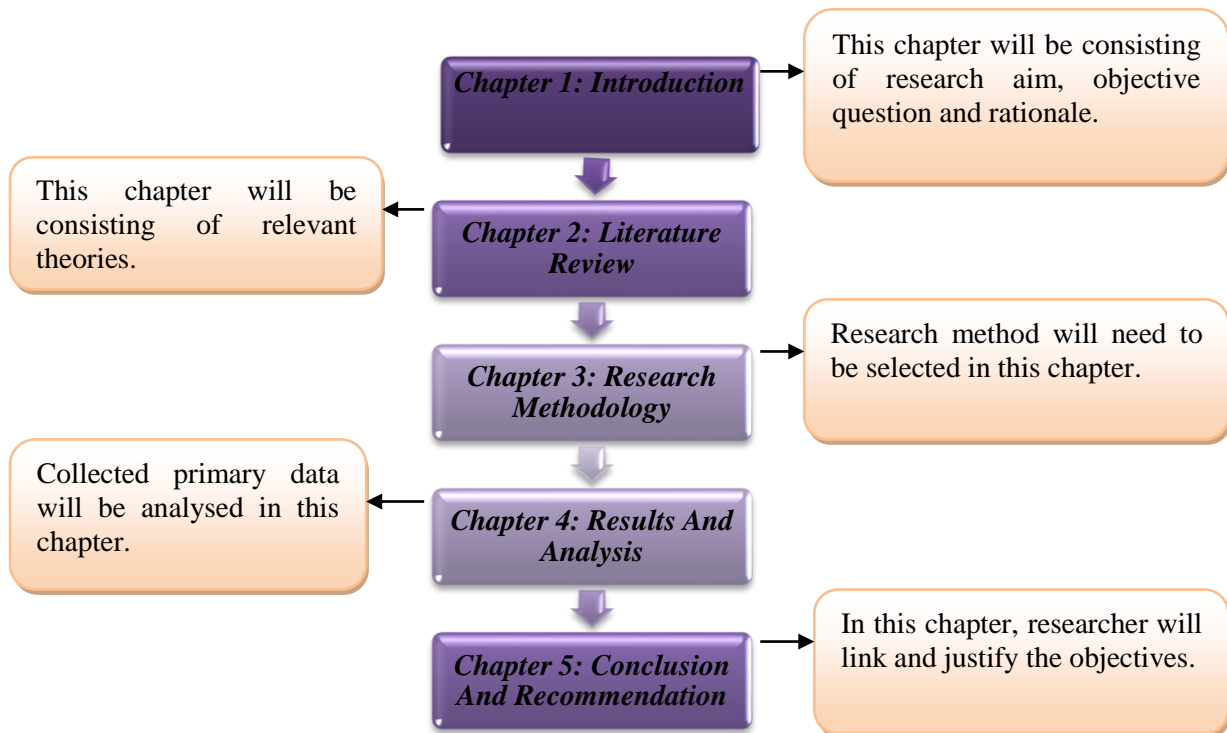 Chapter 1: Introduction
This chapter will be consisting
of research aim, objective
question and rationale.
This chapter will be
consisting of relevant
theories.
Chapter 2: Literature
Review
Chapter 3: Research
Methodology
Research method will need to
be selected in this chapter.
Collected primary data
will be analysed in this
chapter.
Chapter 4: Results And
Analysis
Chapter 5: Conclusion
And Recommendation
In this chapter, researcher will
link and justify the objectives.